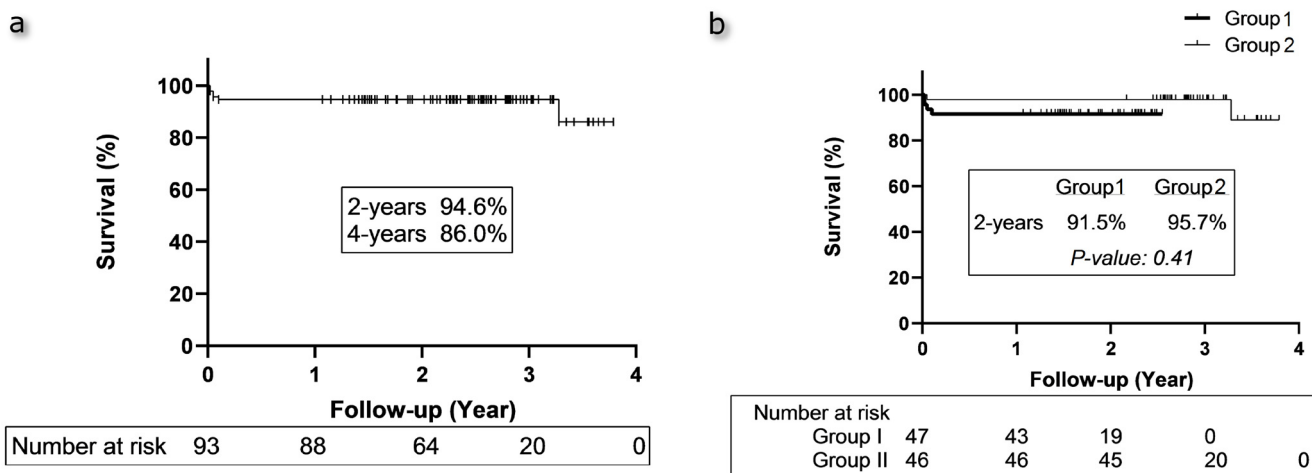 a
100
80
60
40
20
0
Survival (%)
2-years 94.6%
4-years 86.0%
0 1 2 3 4
Follow-up (Year)
Number at risk 93 88 64 20 0
b
Group 1
Group 2
100
80
60
40
20
0
Survival (%)
Group1 Group2
2-years 91.5% 95.7%
P-value: 0.41
0 1 2 3 4
Follow-up (Year)
Number at risk
Group I 47 43 19 0
Group II 46 46 45 20 0